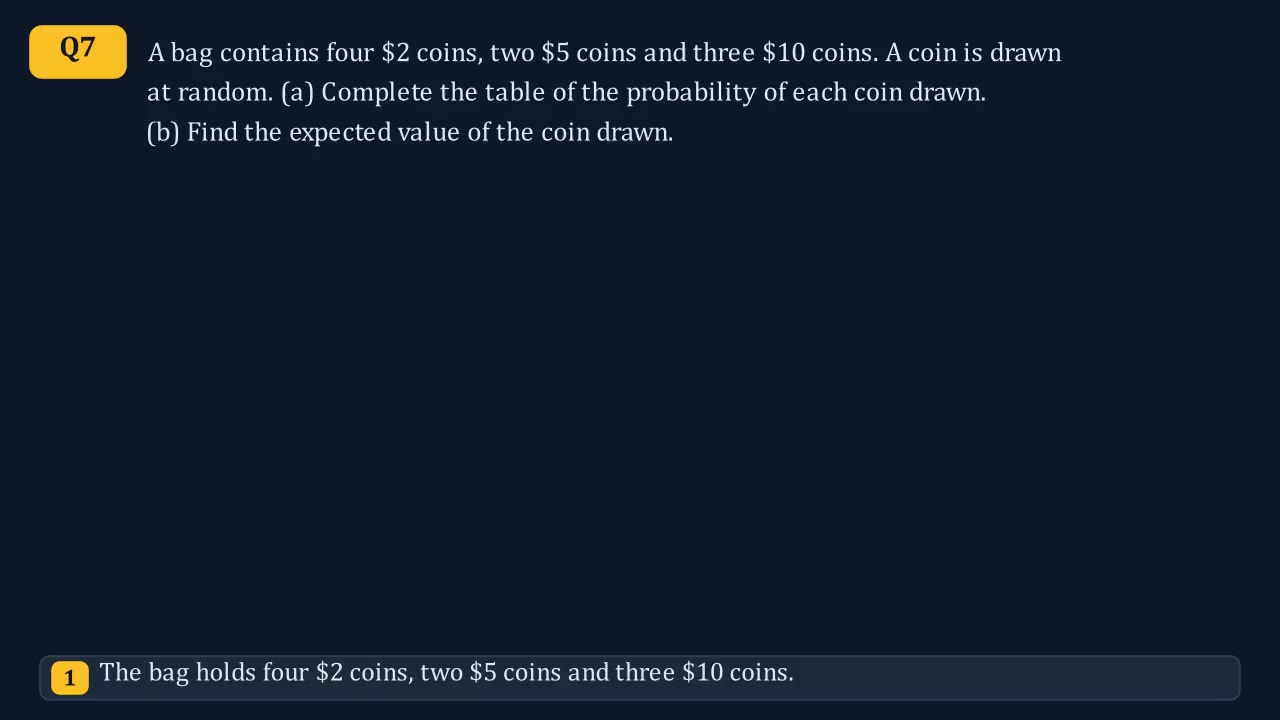 Q7
A bag contains four $2 coins, two $5 coins and three $10 coins. A coin is drawn
at random. (a) Complete the table of the probability of each coin drawn.
(b) Find the expected value of the coin drawn.
1 The bag holds four $2 coins, two $5 coins and three $10 coins.